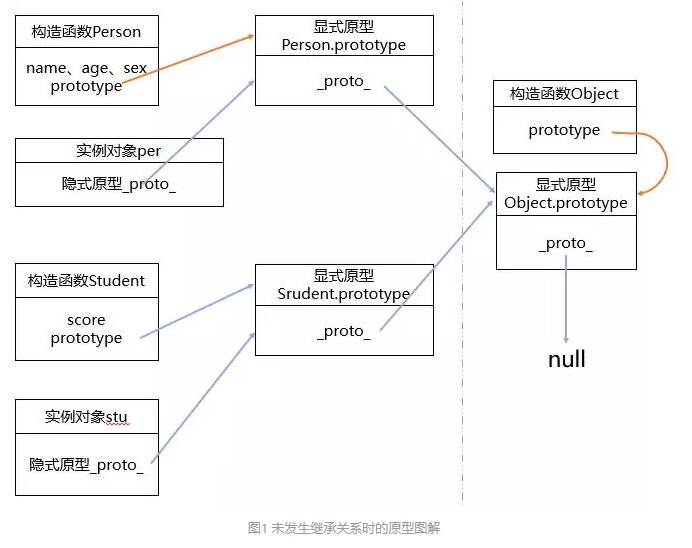 构造函数Person
name、age、sex
prototype
显式原型
Person.prototype
_proto_
实例对象per
隐式原型_proto_
构造函数Object
prototype
显式原型
Object.prototype
_proto_
null
构造函数Student
score
prototype
显式原型
Srudent.prototype
_proto_
实例对象stu
隐式原型_proto_
图1 未发生继承关系时的原型图解